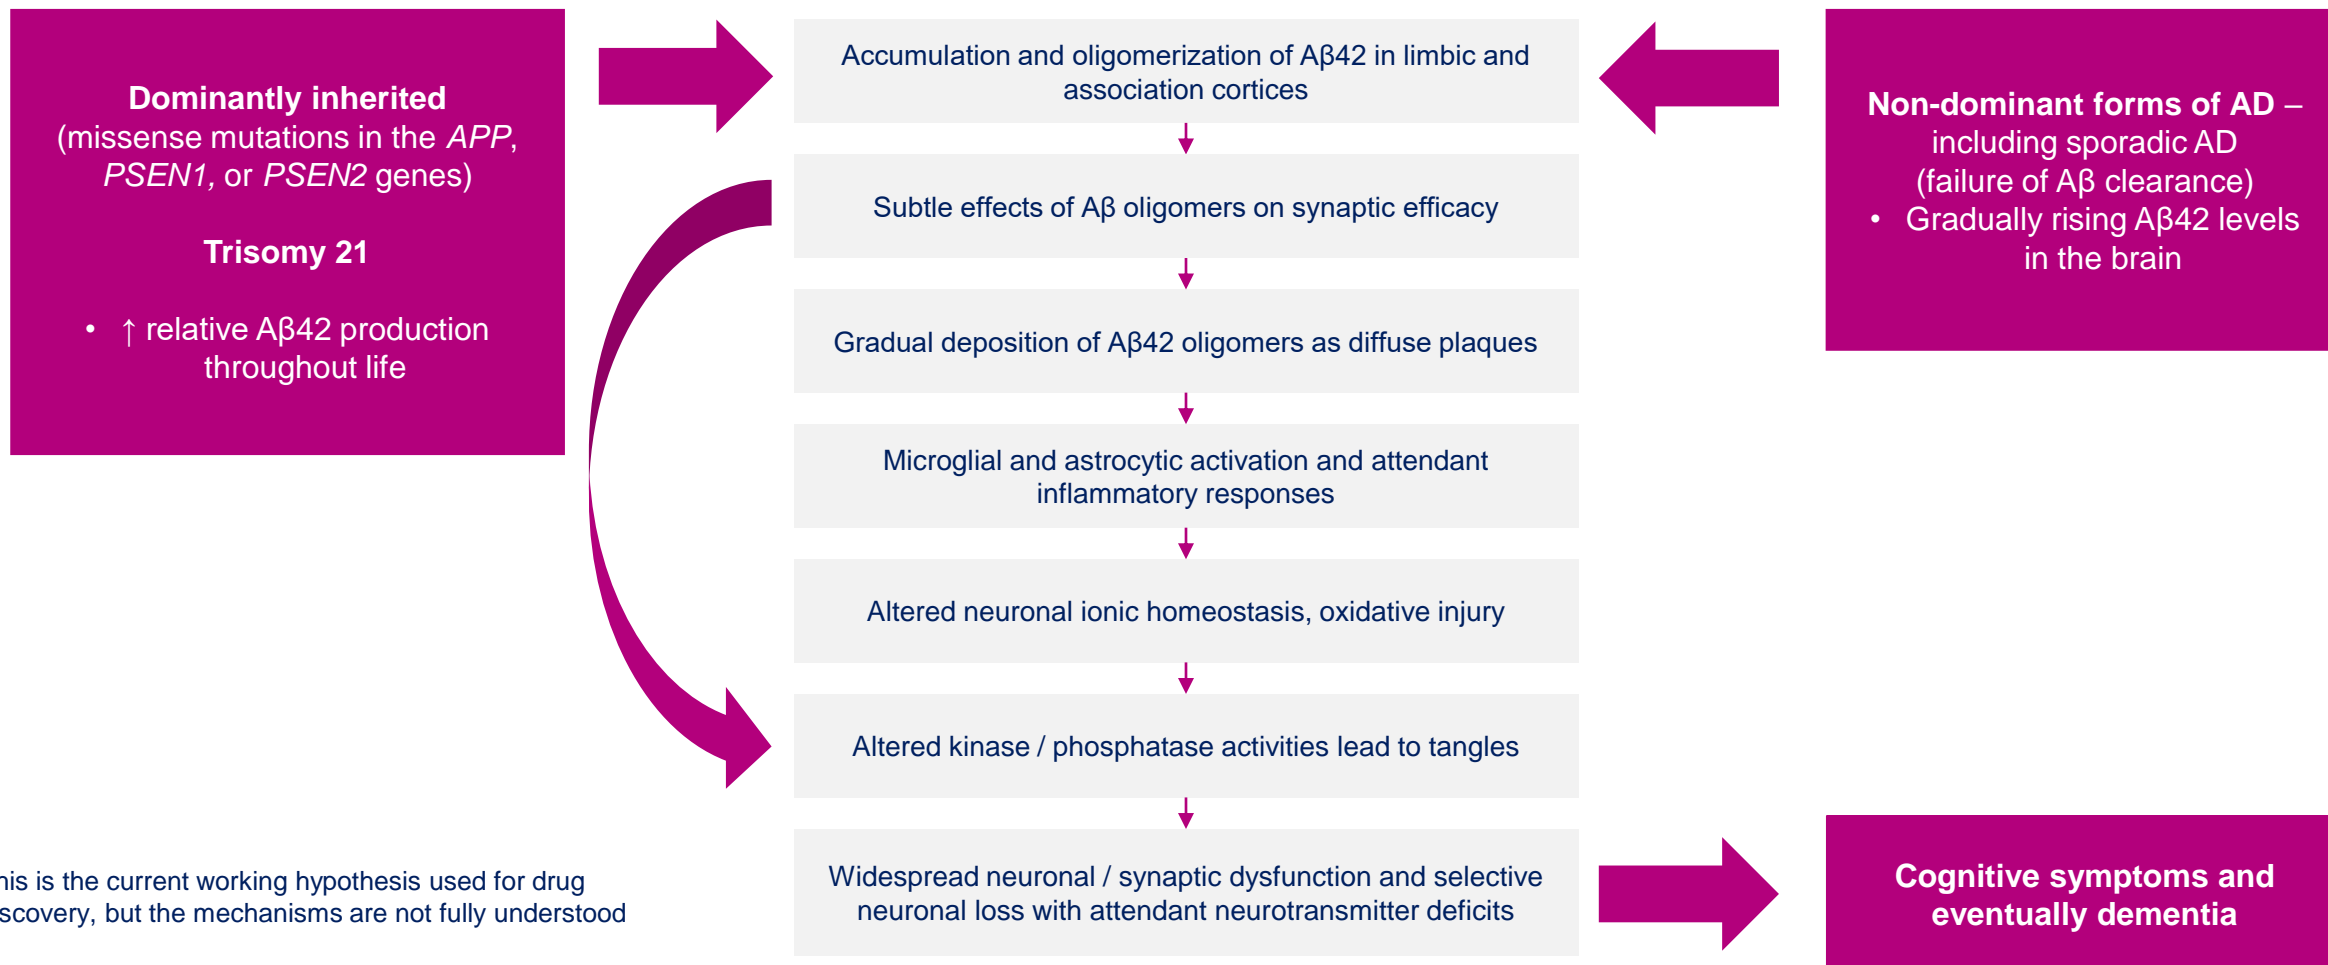 Dominantly inherited
(missense mutations in the APP,
PSEN1, or PSEN2 genes)
Trisomy 21
• ↑ relative Aβ42 production
throughout life
Accumulation and oligomerization of Aβ42 in limbic and
association cortices
Subtle effects of Aβ oligomers on synaptic efficacy
Gradual deposition of Aβ42 oligomers as diffuse plaques
Microglial and astrocytic activation and attendant
inflammatory responses
Altered neuronal ionic homeostasis, oxidative injury
Altered kinase / phosphatase activities lead to tangles
Widespread neuronal / synaptic dysfunction and selective
neuronal loss with attendant neurotransmitter deficits
Non-dominant forms of AD –
including sporadic AD
(failure of Aβ clearance)
• Gradually rising Aβ42 levels
in the brain
Cognitive symptoms and
eventually dementia
is the current working hypothesis used for drug
but the mechanisms are not fully understood